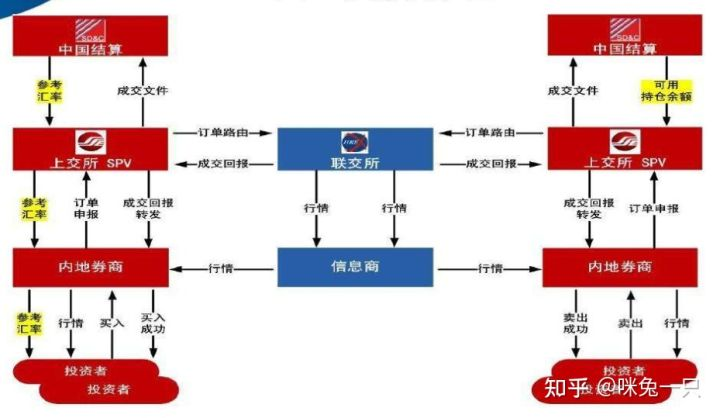 SD&C
中国结算
SD&C
中国结算
参考
汇率
成交文件
成交文件
可用
持仓余额
上交所 SPV
订单路由
联交所
订单路由
上交所 SPV
成交回报
成交回报
参考
汇率
订单
申报
成交回报
转发
行情
行情
成交回报
转发
订单申报
内地券商
行情
信息商
行情
内地券商
参考
汇率
行情
买入
买入
成功
卖出
成功
卖出
行情
投资者
投资者
投资者
投资者
知乎 @咪兔一只